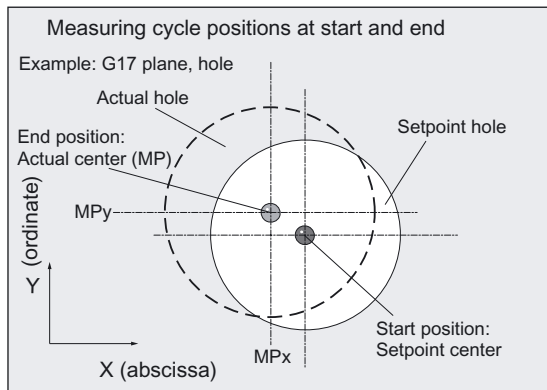 Measuring cycle positions at start and end
Example: G17 plane, hole
Actual hole
End position:
Actual center (MP)
Setpoint hole
MPy
(ordinate)
Y
X (abscissa)
MPx
Start position:
Setpoint center